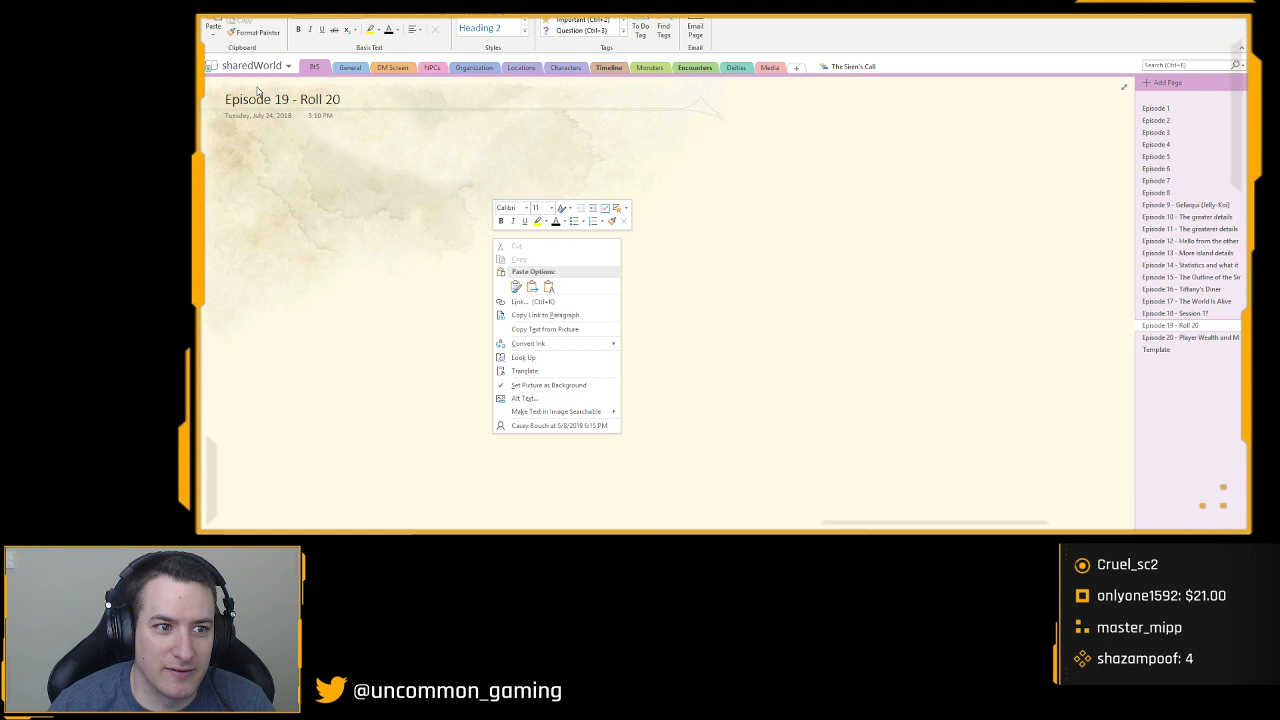 Paste
Copy
Format Painter
Clipboard
B I U ab x₂ A
Basic Text
Heading 2
Styles
Important (Ctrl+2)
? Question (Ctrl+3)
Tags
To Do
Tag
Find
Tags
Email
Page
Email
sharedWorld
BtS
General
DM Screen
NPCs
Organization
Locations
Characters
Timeline
Monsters
Encounters
Deities
Media
+
The Siren's Call
Search (Ctrl+E)
Episode 19 - Roll 20
Tuesday, July 24, 2018 5:10 PM
Add Page
Episode 1
Episode 2
Episode 3
Episode 4
Episode 5
Episode 6
Episode 7
Episode 8
Episode 9 - Geliaqui (Jelly-Koi)
Episode 10 - The greater details
Episode 11 - The greaterer details
Episode 12 - Hello from the other
Episode 13 - More island details
Episode 14 - Statistics and what it
Episode 15 - The Outline of the Sir
Episode 16 - Tiffany's Diner
Episode 17 - The World Is Alive
Episode 18 - Session 1?
Episode 19 - Roll 20
Episode 20 - Player Wealth and M
Template
Calibri 11
B I U A
Cut
Copy
Paste Options:
Link... (Ctrl+K)
Copy Link to Paragraph
Copy Text from Picture
Convert Ink
Look Up
Translate
Set Picture as Background
Alt Text...
Make Text in Image Searchable
Casey Bouch at 5/8/2019 6:15 PM
Cruel_sc2
onlyone1592: $21.00
master_mipp
shazampoof: 4
@uncommon_gaming